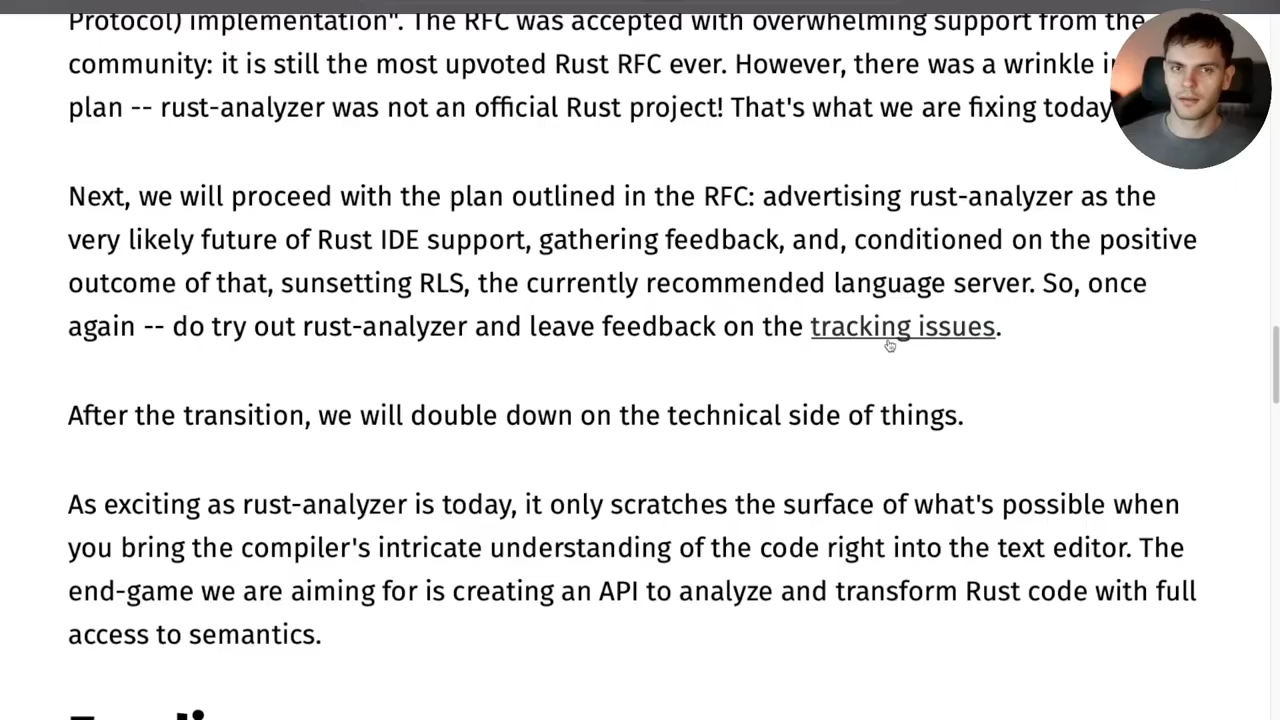 Protocol) implementation". The RFC was accepted with overwhelming support from the
community: it is still the most upvoted Rust RFC ever. However, there was a wrinkle
plan -- rust-analyzer was not an official Rust project! That's what we are fixing today
Next, we will proceed with the plan outlined in the RFC: advertising rust-analyzer as the
very likely future of Rust IDE support, gathering feedback, and, conditioned on the positive
outcome of that, sunsetting RLS, the currently recommended language server. So, once
again -- do try out rust-analyzer and leave feedback on the tracking issues.
After the transition, we will double down on the technical side of things.
As exciting as rust-analyzer is today, it only scratches the surface of what's possible when
you bring the compiler's intricate understanding of the code right into the text editor. The
end-game we are aiming for is creating an API to analyze and transform Rust code with full
access to semantics.